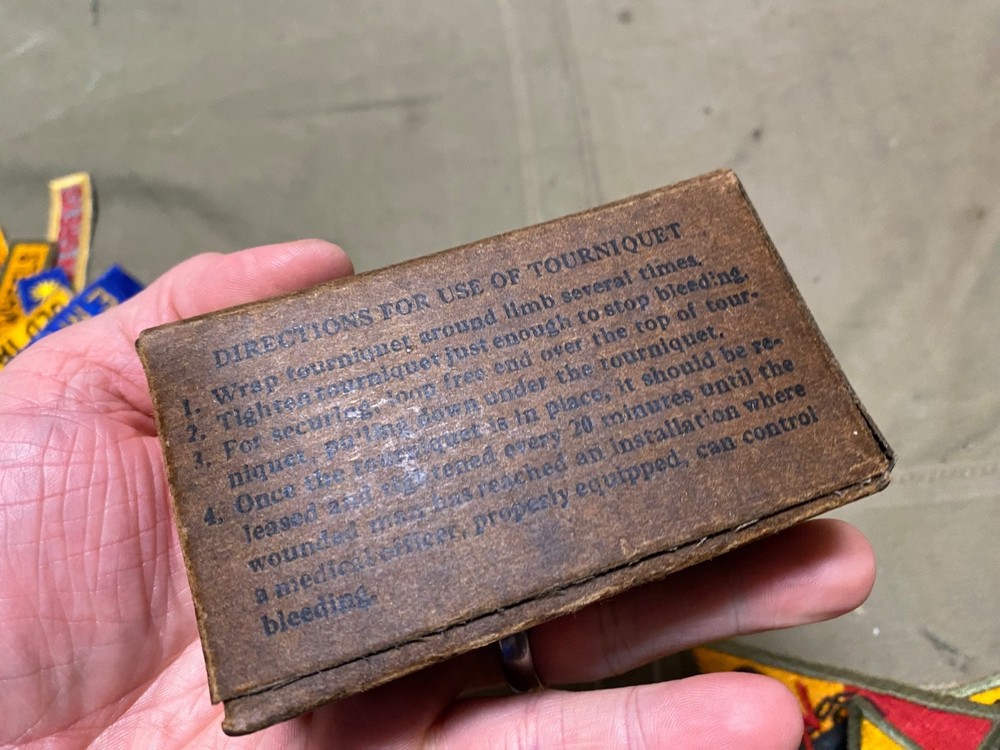 DIRECTIONS FOR USE OF TOURNIQUET
1. Wrap tourniquet around limb several times.
2. Tighten tourniquet just enough to stop bleeding.
3. For securing, loop free end over the top of tour-
niquet, pulling down under the tourniquet.
4. Once the tourniquet is in place, it should be re-
leased and tightened every 20 minutes until the
wounded man has reached an installation where
a medical officer, properly equipped, can control
bleeding.